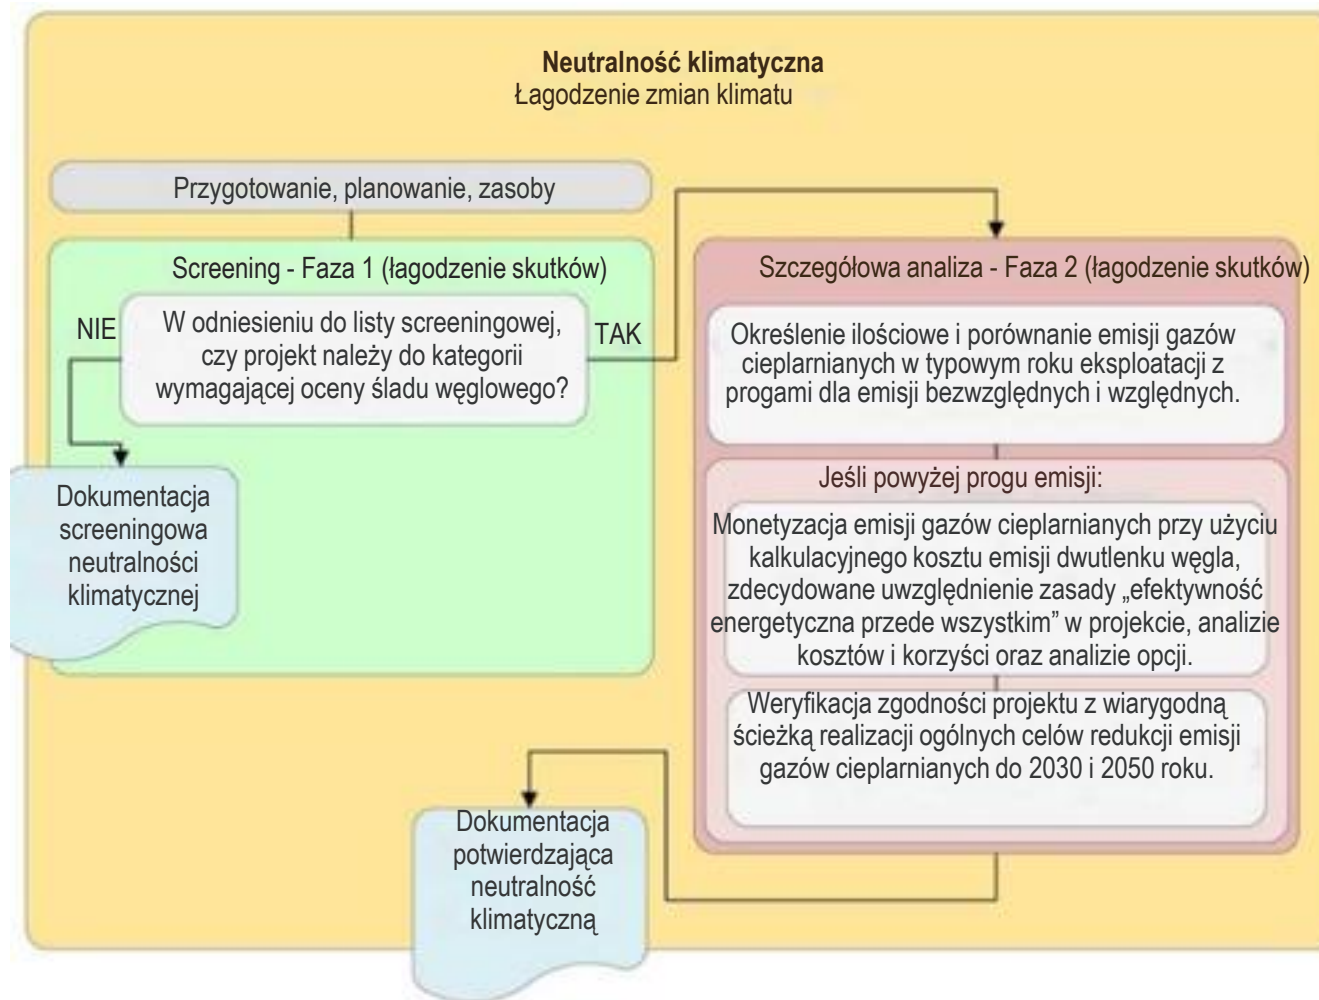 Neutralność klimatyczna
Łagodzenie zmian klimatu
Przygotowanie, planowanie, zasoby
Screening - Faza 1 (łagodzenie skutków)
NIE
W odniesieniu do listy screeningowej,
czy projekt należy do kategorii
wymagającej oceny śladu węglowego?
TAK
Dokumentacja
screeningowa
neutralności
klimatycznej
Szczegółowa analiza - Faza 2 (łagodzenie skutków)
Określenie ilościowe i porównanie emisji gazów
cieplarnianych w typowym roku eksploatacji z
progami dla emisji bezwzględnych i względnych.
Jeśli powyżej progu emisji:
Monetyzacja emisji gazów cieplarnianych przy użyciu
kalkulacyjnego kosztu emisji dwutlenku węgla,
zdecydowane uwzględnienie zasady „efektywność
energetyczna przede wszystkim” w projekcie, analizie
kosztów i korzyści oraz analizie opcji.
Weryfikacja zgodności projektu z wiarygodną
ścieżką realizacji ogólnych celów redukcji emisji
gazów cieplarnianych do 2030 i 2050 roku.
Dokumentacja
potwierdzająca
neutralność
klimatyczną